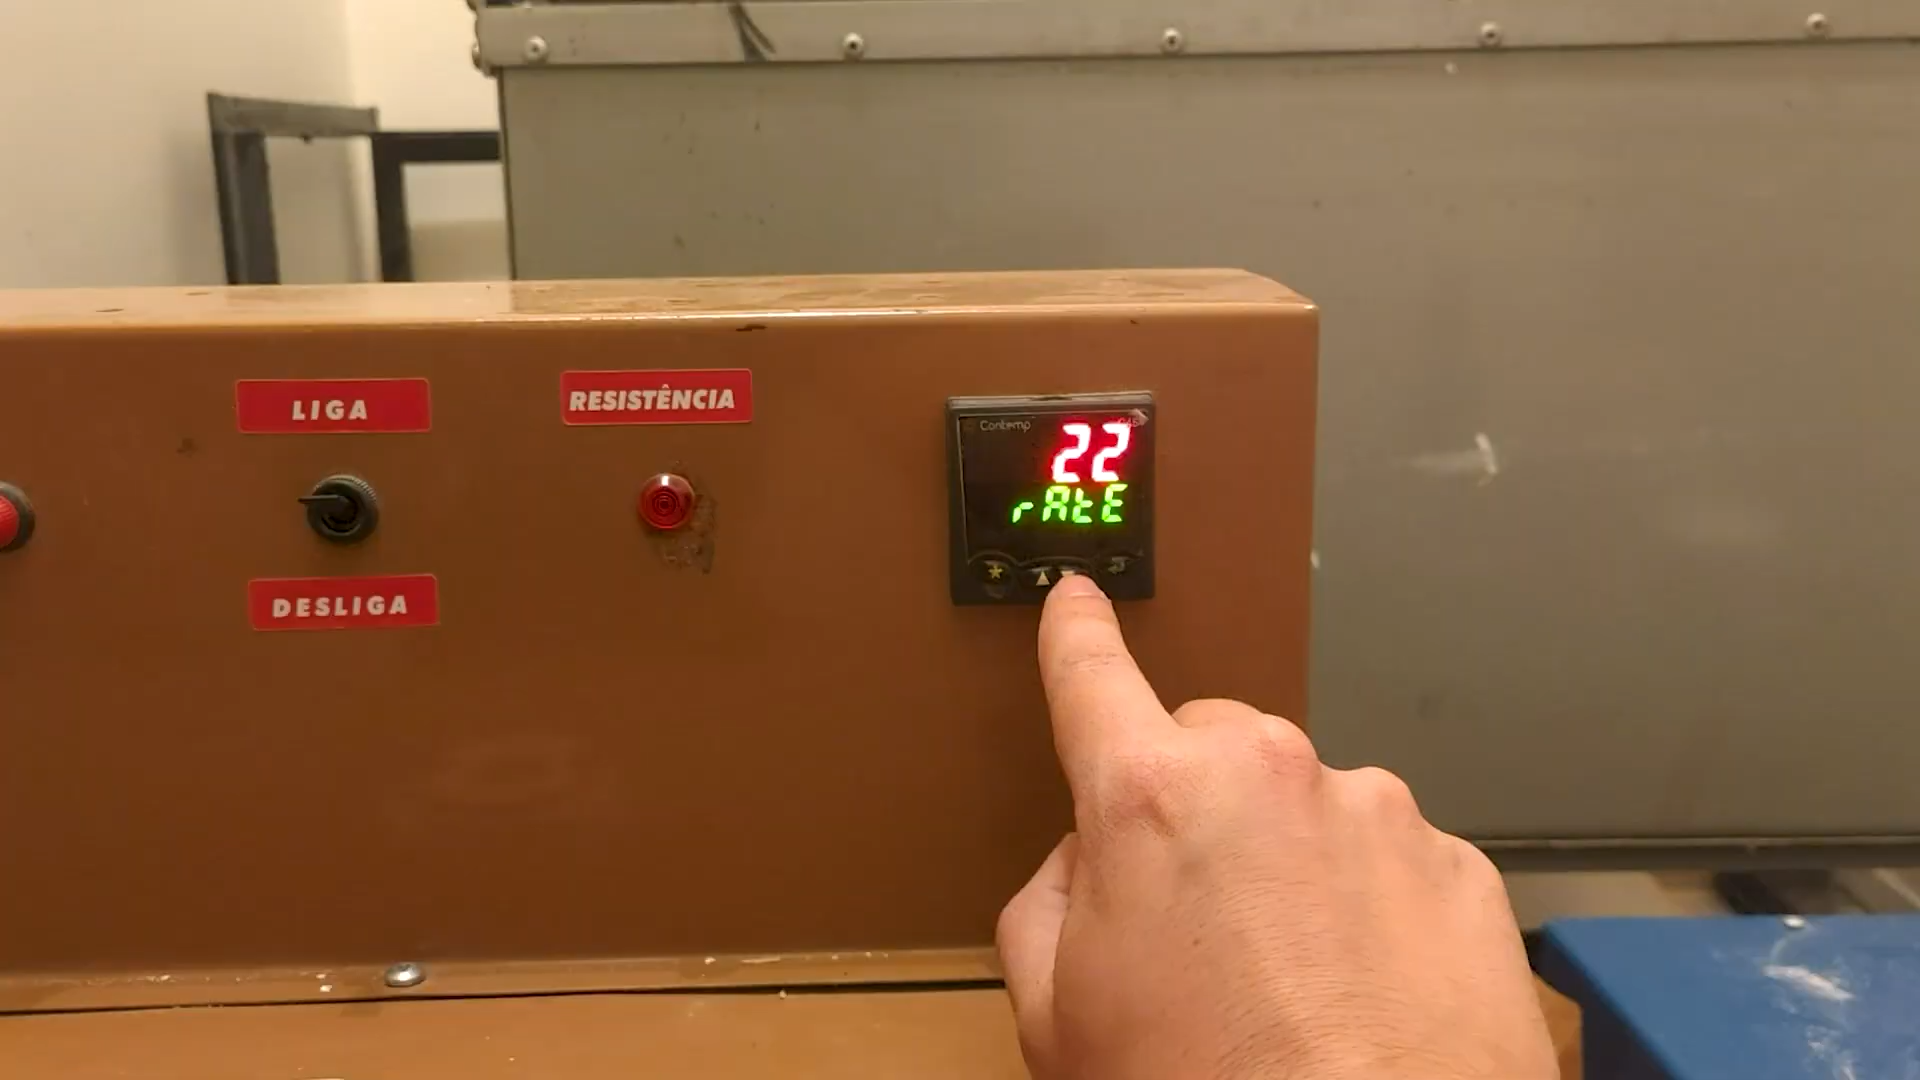 LIGA
RESISTÊNCIA
Contemp
22
rAtE
DESLIGA